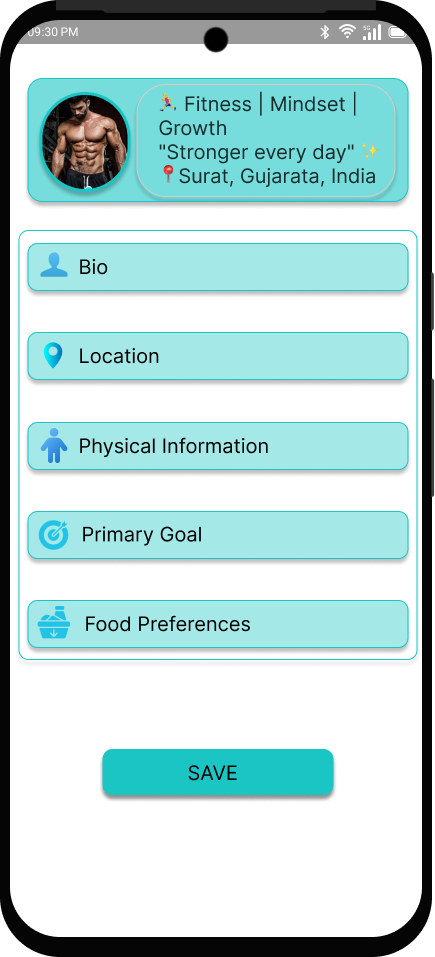 09:30 PM
5G
🏃 Fitness | Mindset |
Growth
"Stronger every day" ✨
📍Surat, Gujarata, India
Bio
Location
Physical Information
Primary Goal
Food Preferences
SAVE